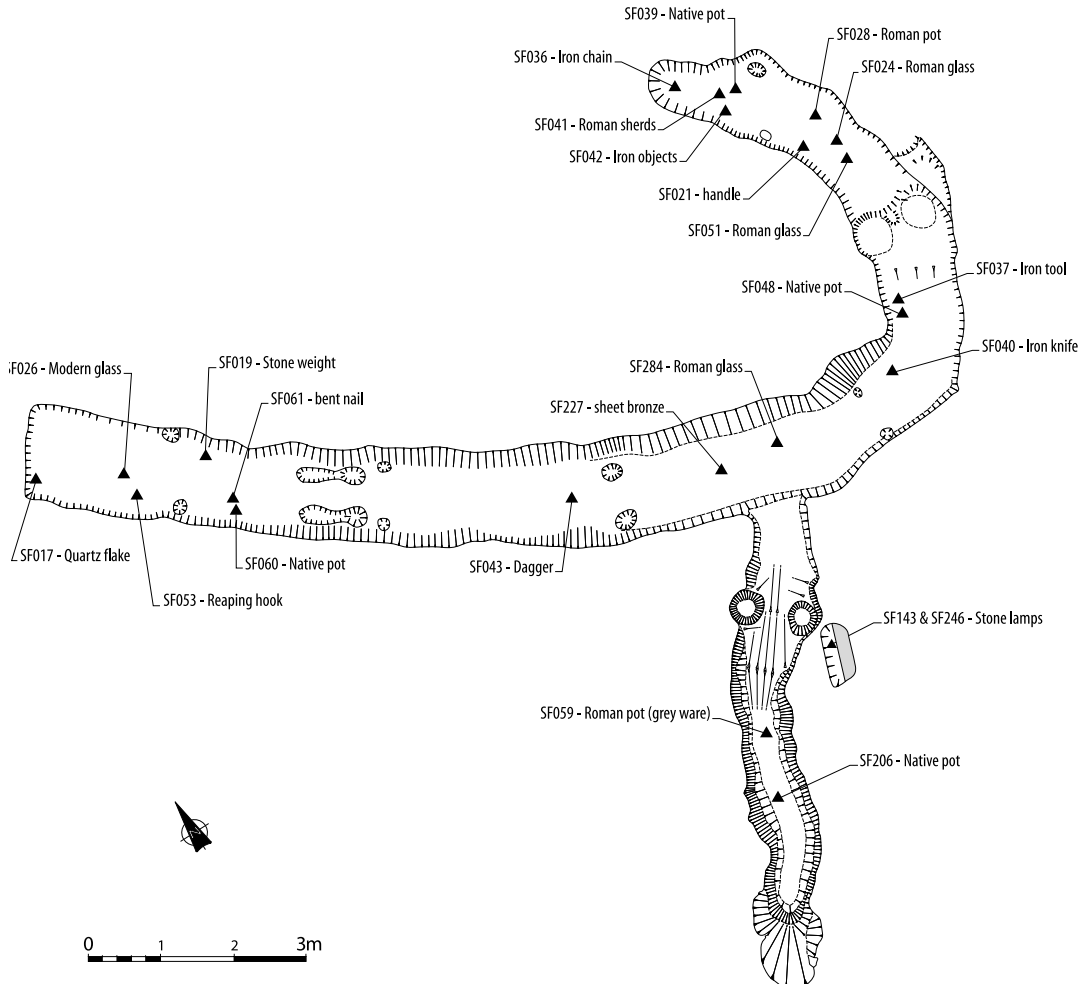 SF039 - Native pot
SF028 - Roman pot
SF036 - Iron chain
SF024 - Roman glass
SF041 - Roman sherds
SF042 - Iron objects
SF021 - handle
SF051 - Roman glass
SF037 - Iron tool
SF048 - Native pot
SF040 - Iron knife
SF019 - Stone weight
SF284 - Roman glass
SF026 - Modern glass
SF061 - bent nail
SF227 - sheet bronze
SF017 - Quartz flake
SF060 - Native pot
SF043 - Dagger
SF053 - Reaping hook
SF143 & SF246 - Stone lamps
SF059 - Roman pot (grey ware)
SF206 - Native pot
0 1 2 3m